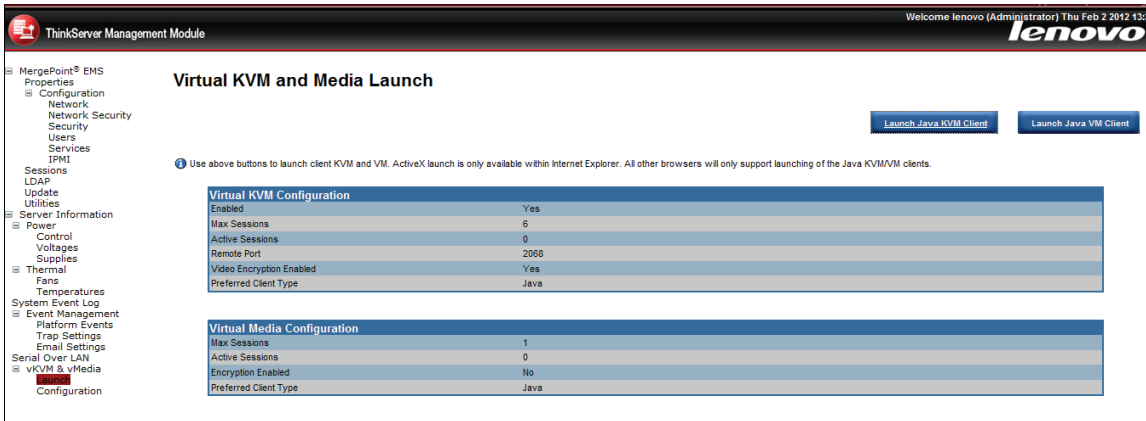 Welcome lenovo (Administrator) Thu Feb 2 2012 13:
ThinkServer Management Module
lenovo
MergePoint® EMS
Properties
Configuration
Network
Network Security
Security
Users
Services
IPMI
Sessions
LDAP
Update
Utilities
Server Information
Power
Control
Voltages
Supplies
Thermal
Fans
Temperatures
System Event Log
Event Management
Platform Events
Trap Settings
Email Settings
Serial Over LAN
vKVM & vMedia
Launch
Configuration
Virtual KVM and Media Launch
Launch Java KVM Client
Launch Java VM Client
Use above buttons to launch client KVM and VM. ActiveX launch is only available within Internet Explorer. All other browsers will only support launching of the Java KVM/VM clients.
Virtual KVM Configuration
Enabled Yes
Max Sessions 6
Active Sessions 0
Remote Port 2068
Video Encryption Enabled Yes
Preferred Client Type Java
Virtual Media Configuration
Max Sessions 1
Active Sessions 0
Encryption Enabled No
Preferred Client Type Java